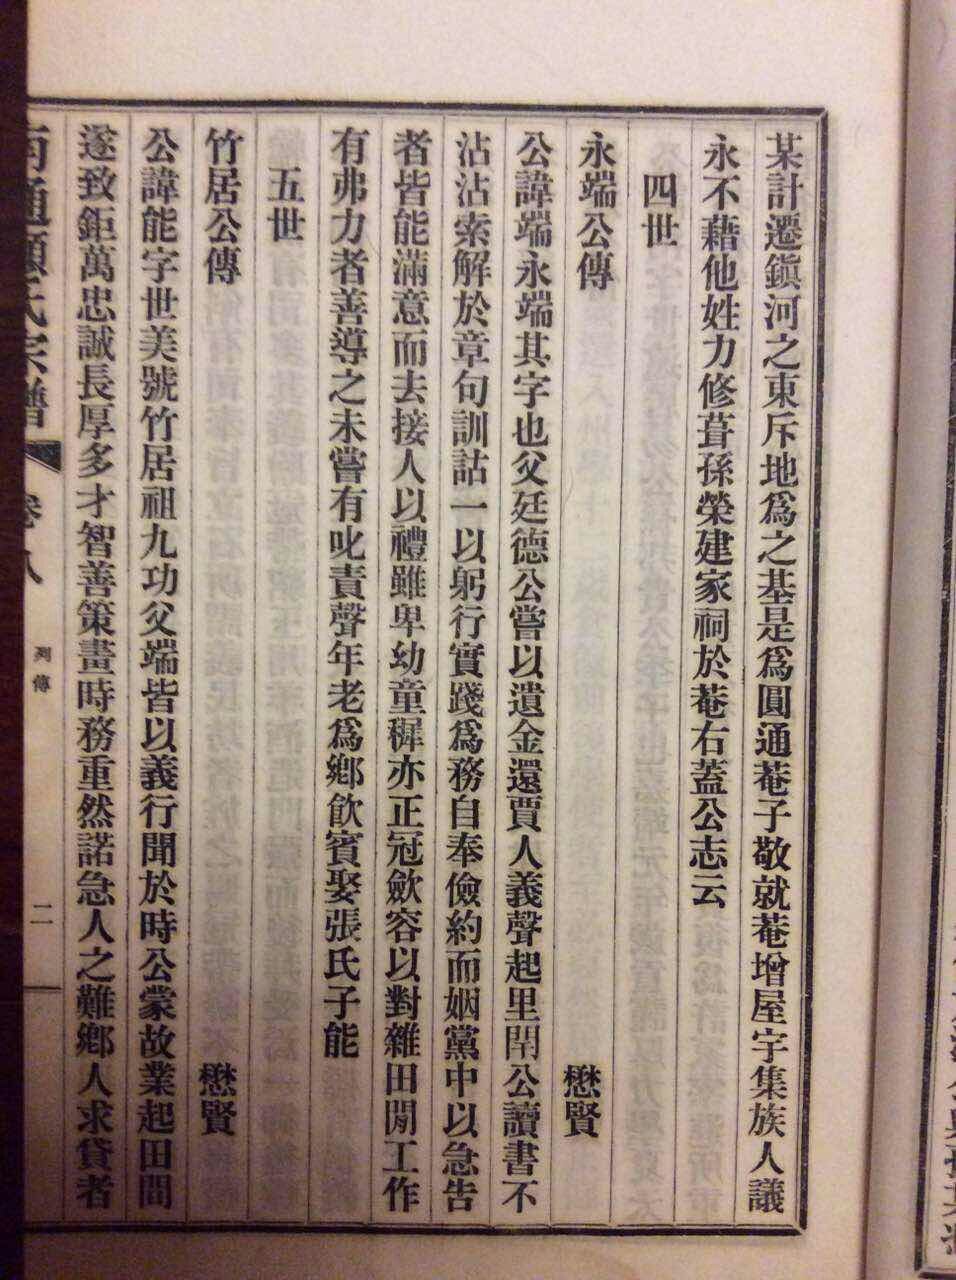 某計遷鎭河之東斥地爲之基是爲圓通菴子敬就菴增屋宇集族人議
永不藉他姓力修葺孫榮建家祠於菴右蓋公志云
四世
永端公傳 懋賢
公諱端永端其字也父廷德公嘗以遺金還賈人義聲起里閈公讀書不
沾沾索解於章句訓詁一以躬行實踐爲務自奉儉約而姻黨中以急告
者皆能滿意而去接人以禮雖卑幼童穉亦正冠歛容以對雜田閒工作
有弗力者善導之未嘗有叱責聲年老爲鄉飮賓娶張氏子能
五世
竹居公傳 懋賢
公諱能字世美號竹居祖九功父端皆以義行聞於時公蒙故業起田間
遂致鉅萬忠誠長厚多才智善策畫時務重然諾急人之難鄉人求貸者
南通顧氏宗譜 卷八 列傳 二